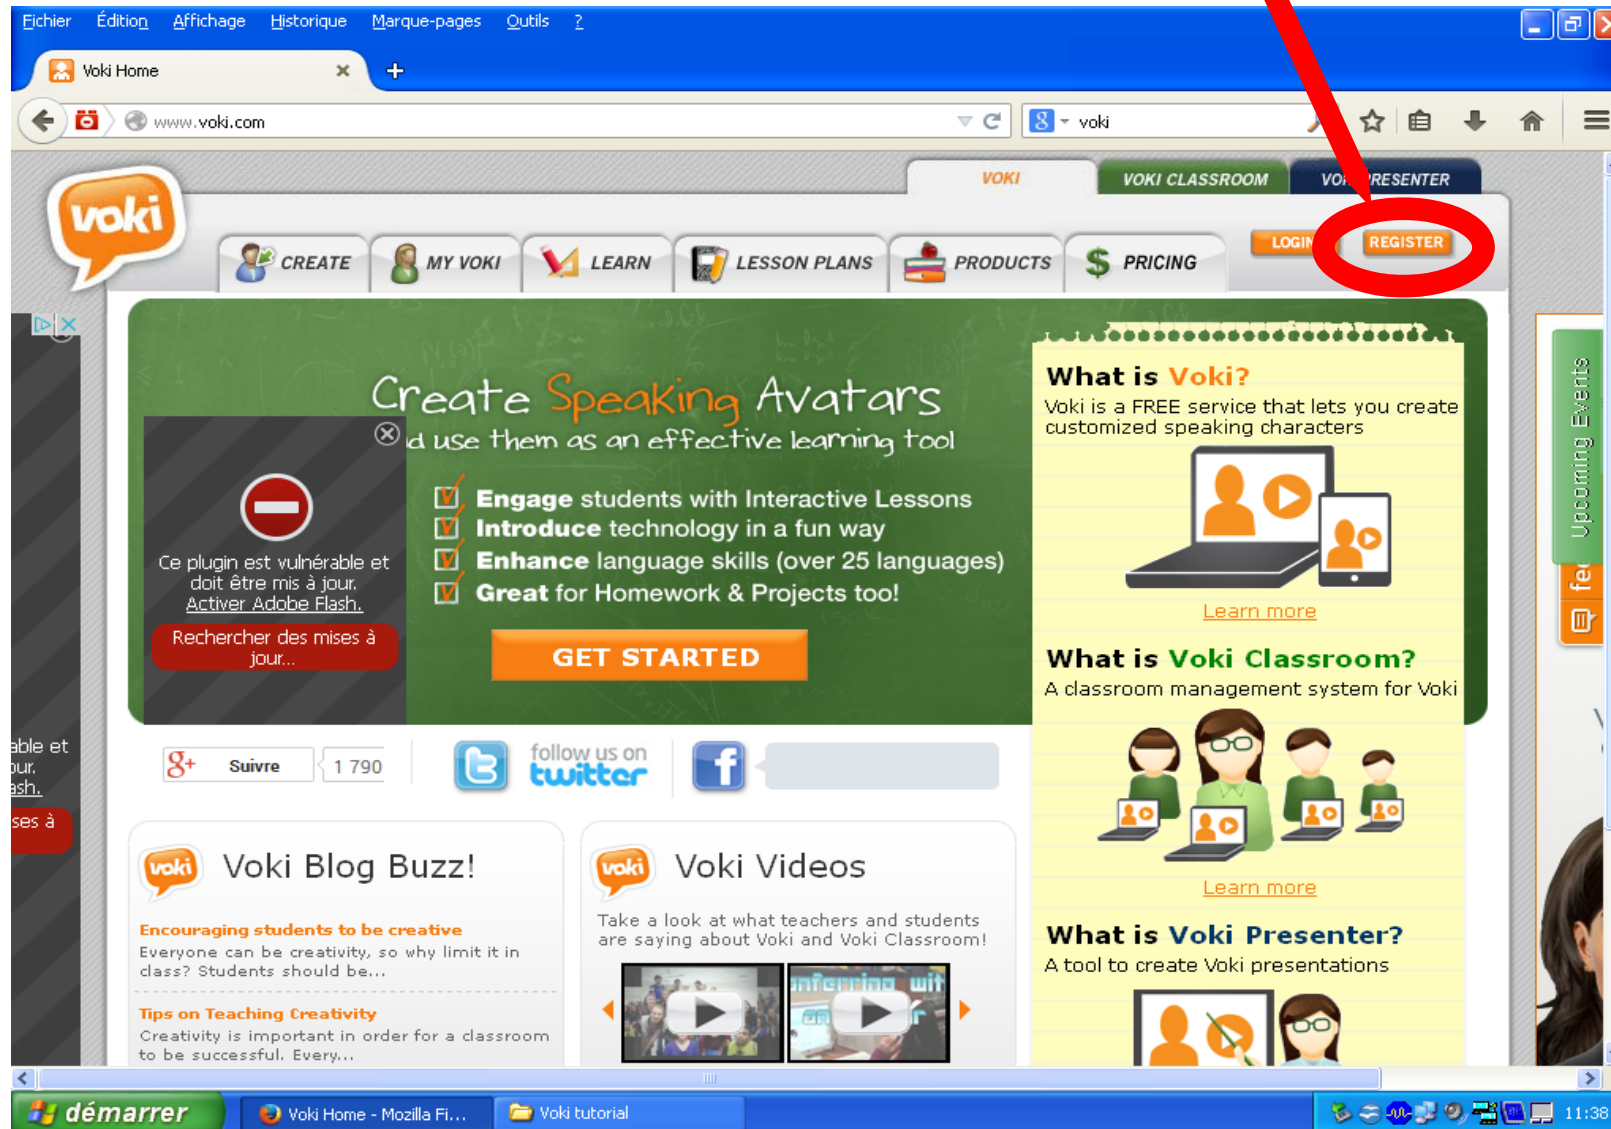 Fichier Édition Affichage Historique Marque-pages Outils ?
Voki Home
www.voki.com
8 voki
VOKI VOKI CLASSROOM PRESENTER
voki
CREATE MY VOKI LEARN LESSON PLANS PRODUCTS $ PRICING
REGISTER
Create Speaking Avatars
use them as an effective learning tool
Engage students with Interactive Lessons
Introduce technology in a fun way
Enhance language skills (over 25 languages)
Great for Homework & Projects too!
GET STARTED
Ce plugin est vulnérable et
doit être mis à jour.
Activer Adobe Flash.
Rechercher des mises à
jour...
What is Voki?
Voki is a FREE service that lets you create
customized speaking characters
Learn more
What is Voki Classroom?
A classroom management system for Voki
Learn more
What is Voki Presenter?
A tool to create Voki presentations
Upcoming Events
8+ Suivre 1 790
follow us on
twitter
f
voki Voki Blog Buzz!
Encouraging students to be creative
Everyone can be creativity, so why limit it in
class? Students should be...
Tips on Teaching Creativity
Creativity is important in order for a classroom
to be successful. Every...
voki Voki Videos
Take a look at what teachers and students
are saying about Voki and Voki Classroom!
démarrer Voki Home - Mozilla Fi... Voki tutorial 11:38